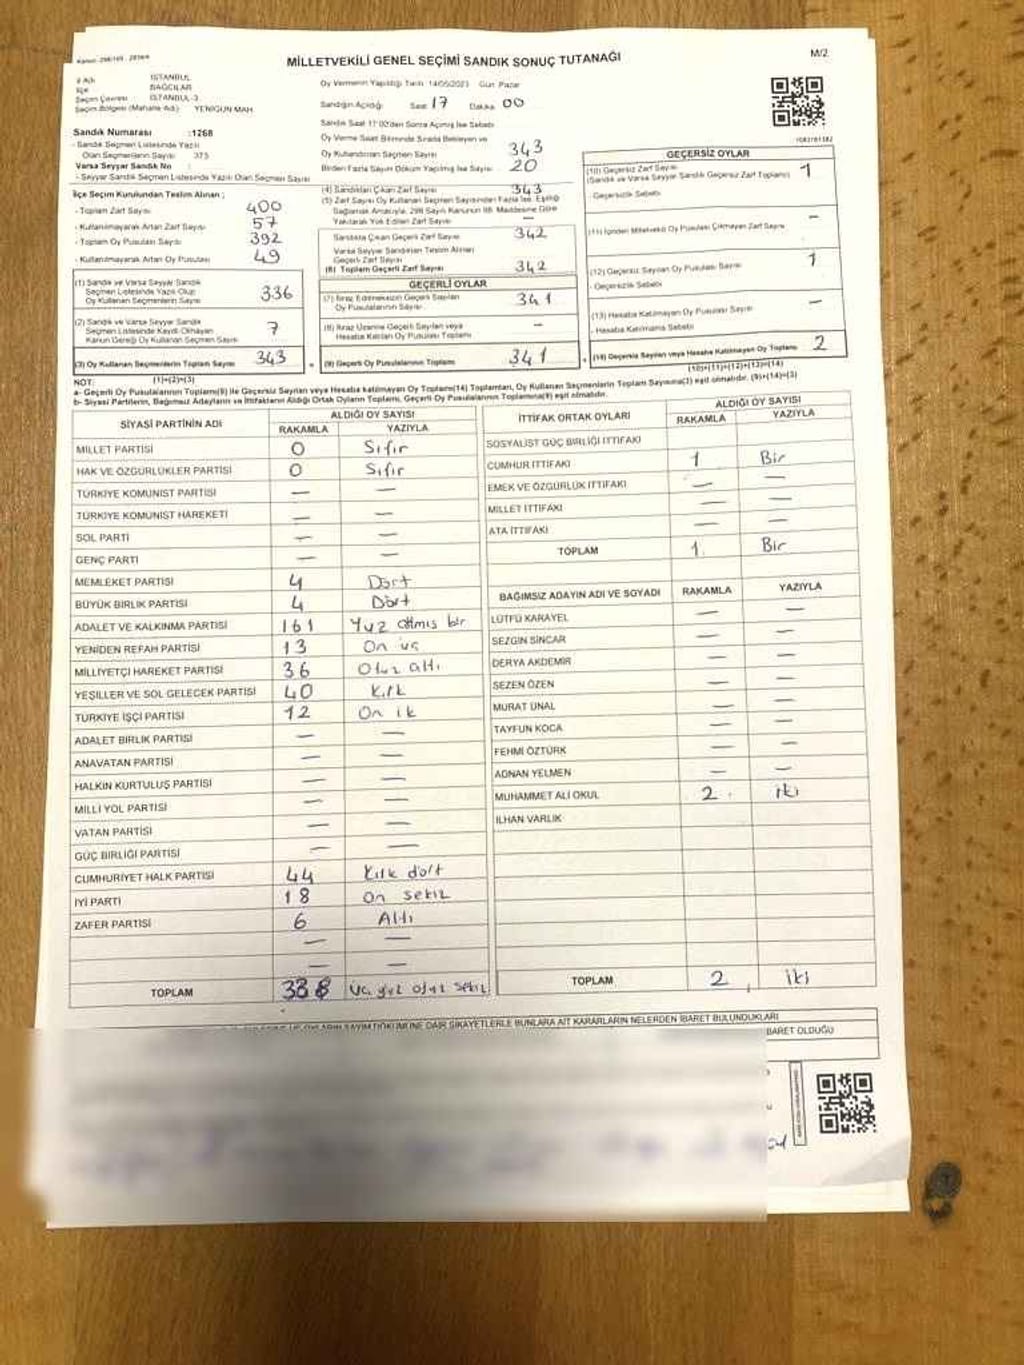 Kanun: 298/105 , 2839/4
MİLLETVEKİLİ GENEL SEÇİMİ SANDIK SONUÇ TUTANAĞI
M/2
İl Adı İSTANBUL
İlçe BAĞCILAR
Seçim Çevresi İSTANBUL-3
Seçim Bölgesi (Mahalle Adı) YENİGÜN MAH.
Sandık Numarası :1268
- Sandık Seçmen Listesinde Yazılı
Olan Seçmenlerin Sayısı 373
Varsa Seyyar Sandık No
- Seyyar Sandık Seçmen Listesinde Yazılı Olan Seçmen Sayısı
İlçe Seçim Kurulundan Teslim Alınan ;
- Toplam Zarf Sayısı 400
- Kullanılmayarak Artan Zarf Sayısı 57
- Toplam Oy Pusulası Sayısı 392
- Kullanılmayarak Artan Oy Pusulası 49
(1) Sandık ve Varsa Seyyar Sandık
Seçmen Listesinde Yazılı Olup
Oy Kullanan Seçmenlerin Sayısı 336
(2) Sandık ve Varsa Seyyar Sandık
Seçmen Listesinde Kaydı Olmayan
Kanun Gereği Oy Kullanan Seçmen Sayısı 7
(3) Oy Kullanan Seçmenlerin Toplam Sayısı 343
(1)+(2)=(3)
Oy Vermenin Yapıldığı Tarih 14/05/2023 Gün Pazar
Sandığın Açıldığı Saat 17 Dakika 00
Sandık Saat 17:00'den Sonra Açılmış İse Sebebi
Oy Verme Saati Bitiminde Sırada Bekleyen ve
Oy Kullandırılan Seçmen Sayısı 343
Birden Fazla Sayım Döküm Yapılmış İse Sayısı 20
(4) Sandıktan Çıkan Zarf Sayısı 343
(5) Zarf Sayısı Oy Kullanan Seçmen Sayısından Fazla İse, Eşitliği
Sağlamak Amacıyla, 298 Sayılı Kanunun 98. Maddesine Göre
Yakılarak Yok Edilen Zarf Sayısı —
Sandıkta Çıkan Geçerli Zarf Sayısı 342
Varsa Seyyar Sandıktan Teslim Alınan
Geçerli Zarf Sayısı
(6) Toplam Geçerli Zarf Sayısı 342
GEÇERLİ OYLAR
(7) İtiraz Edilmeksizin Geçerli Sayılan
Oy Pusulalarının Sayısı 341
(8) İtiraz Üzerine Geçerli Sayılan veya
Hesaba Katılan Oy Pusulaları Toplamı —
(9) Geçerli Oy Pusulalarının Toplamı 341
GEÇERSİZ OYLAR
(10) Geçersiz Zarf Sayısı 1
(Sandık ve Varsa Seyyar Sandık Geçersiz Zarf Toplamı)
- Geçersizlik Sebebi
(11) İçinden Milletvekili Oy Pusulası Çıkmayan Zarf Sayısı —
(12) Geçersiz Sayılan Oy Pusulası Sayısı 1
- Geçersizlik Sebebi
(13) Hesaba Katılmayan Oy Pusulası Sayısı —
- Hesaba Katılmama Sebebi
(14) Geçersiz Sayılan veya Hesaba Katılmayan Oy Toplamı 2
(10)+(11)+(12)+(13)=(14)
NOT:
a- Geçerli Oy Pusulalarının Toplamı(9) ile Geçersiz Sayılan veya Hesaba katılmayan Oy Toplamı(14) Toplamları, Oy Kullanan Seçmenlerin Toplam Sayısına(3) eşit olmalıdır. (9)+(14)=(3)
b- Siyasi Partilerin, Bağımsız Adayların ve İttifakların Aldığı Ortak Oyların Toplamı, Geçerli Oy Pusulalarının Toplamına(9) eşit olmalıdır.
SİYASİ PARTİNİN ADI ALDIĞI OY SAYISI
RAKAMLA YAZIYLA
MİLLET PARTİSİ 0 Sıfır
HAK VE ÖZGÜRLÜKLER PARTİSİ 0 Sıfır
TÜRKİYE KOMÜNİST PARTİSİ — —
TÜRKİYE KOMÜNİST HAREKETİ — —
SOL PARTİ — —
GENÇ PARTİ — —
MEMLEKET PARTİSİ 4 Dört
BÜYÜK BİRLİK PARTİSİ 4 Dört
ADALET VE KALKINMA PARTİSİ 161 Yüz altmış bir
YENİDEN REFAH PARTİSİ 13 On üç
MİLLİYETÇİ HAREKET PARTİSİ 36 Otuz altı
YEŞİLLER VE SOL GELECEK PARTİSİ 40 Kırk
TÜRKİYE İŞÇİ PARTİSİ 12 On ik
ADALET BİRLİK PARTİSİ — —
ANAVATAN PARTİSİ — —
HALKIN KURTULUŞ PARTİSİ — —
MİLLİ YOL PARTİSİ — —
VATAN PARTİSİ — —
GÜÇ BİRLİĞİ PARTİSİ — —
CUMHURİYET HALK PARTİSİ 44 Kırk dört
İYİ PARTİ 18 On sekiz
ZAFER PARTİSİ 6 Altı
— —
— —
TOPLAM 338 Üç yüz otuz sekiz
İTTİFAK ORTAK OYLARI ALDIĞI OY SAYISI
RAKAMLA YAZIYLA
SOSYALİST GÜÇ BİRLİĞİ İTTİFAKI
CUMHUR İTTİFAKI 1 Bir
EMEK VE ÖZGÜRLÜK İTTİFAKI — —
MİLLET İTTİFAKI — —
ATA İTTİFAKI — —
TOPLAM 1 Bir
BAĞIMSIZ ADAYIN ADI VE SOYADI RAKAMLA YAZIYLA
LÜTFÜ KARAYEL — —
SEZGİN SİNCAR — —
DERYA AKDEMİR — —
SEZEN ÖZEN — —
MURAT ÜNAL — —
TAYFUN KOCA — —
FEHMİ ÖZTÜRK — —
ADNAN YELMEN — —
MUHAMMET ALİ OKUL 2 iki
İLHAN VARLIK
TOPLAM 2 iki
SAYIM DÖKÜMÜNE DAİR ŞİKAYETLERLE BUNLARA AİT KARARLARIN NELERDEN İBARET BULUNDUKLARI
İBARET OLDUĞU